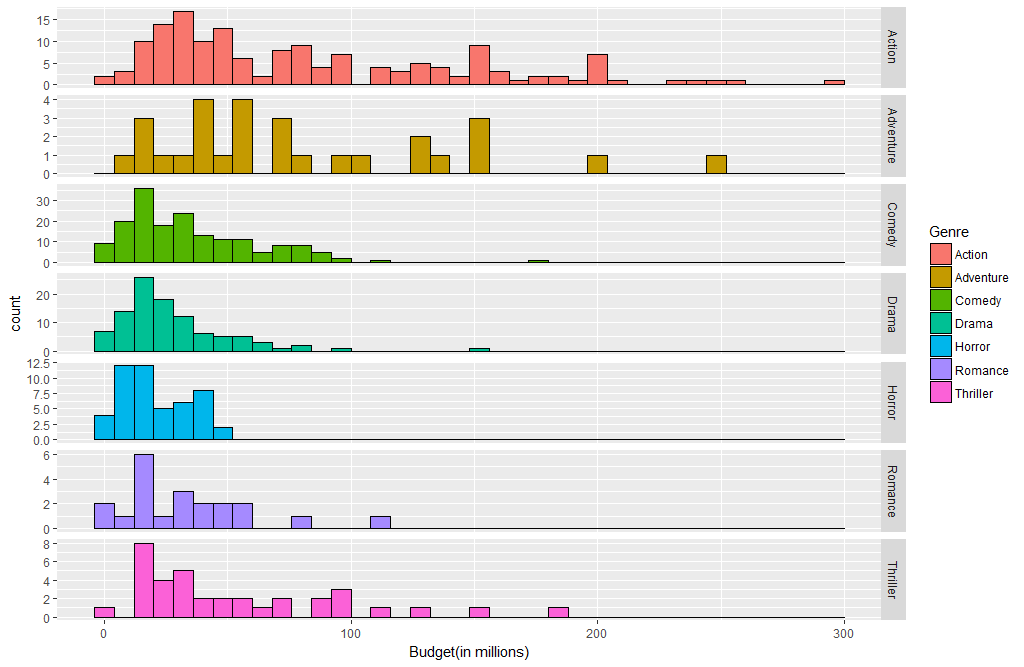 15
10
5
0
Action
4
3
2
1
0
Adventure
30
20
10
0
Comedy
20
10
0
Drama
12.5
10.0
7.5
5.0
2.5
0.0
Horror
6
4
2
0
Romance
8
6
4
2
0
Thriller
count
0 100 200 300
Budget(in millions)
Genre
Action
Adventure
Comedy
Drama
Horror
Romance
Thriller